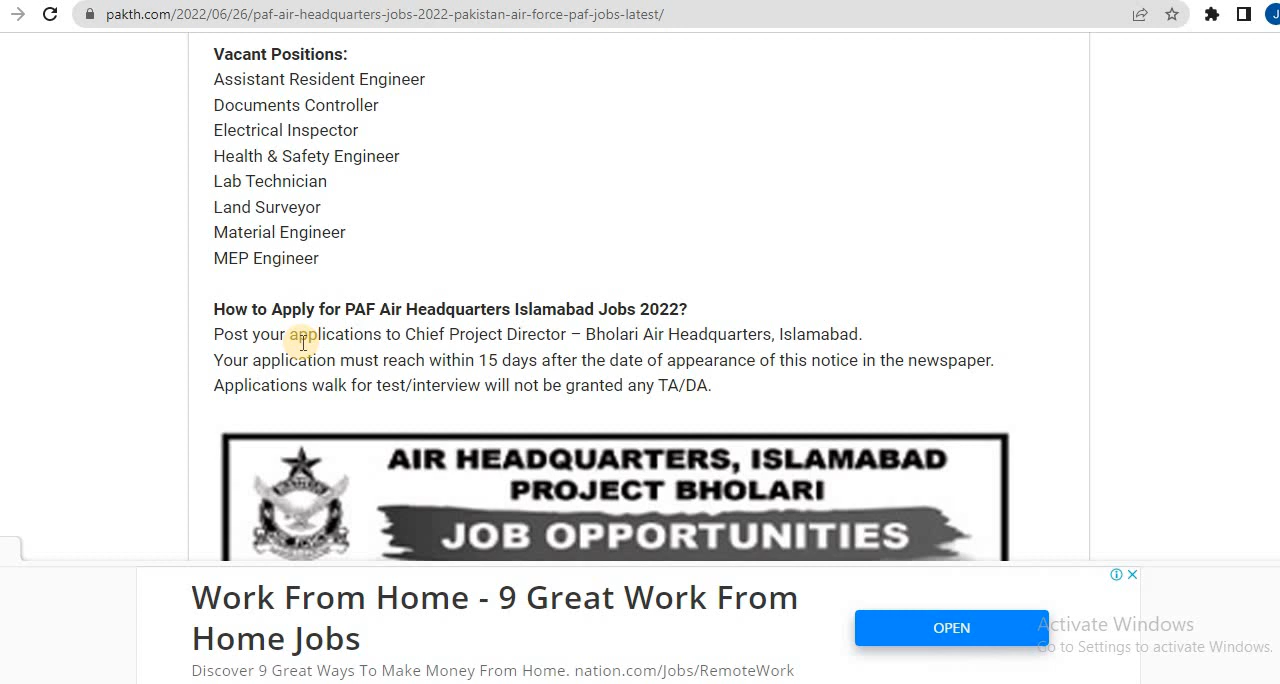 pakth.com/2022/06/26/paf-air-headquarters-jobs-2022-pakistan-air-force-paf-jobs-latest/
J
Vacant Positions:
Assistant Resident Engineer
Documents Controller
Electrical Inspector
Health & Safety Engineer
Lab Technician
Land Surveyor
Material Engineer
MEP Engineer
How to Apply for PAF Air Headquarters Islamabad Jobs 2022?
Post your applications to Chief Project Director – Bholari Air Headquarters, Islamabad.
Your application must reach within 15 days after the date of appearance of this notice in the newspaper.
Applications walk for test/interview will not be granted any TA/DA.
AIR HEADQUARTERS, ISLAMABAD
PROJECT BHOLARI
JOB OPPORTUNITIES
Work From Home - 9 Great Work From
Home Jobs
Discover 9 Great Ways To Make Money From Home. nation.com/Jobs/RemoteWork
OPEN
Activate Windows
Go to Settings to activate Windows.